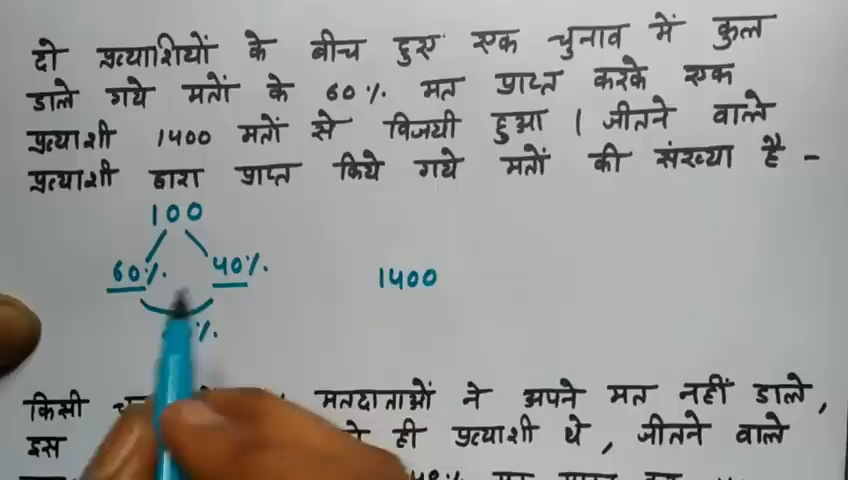 दो प्रत्याशियों के बीच हुए एक चुनाव में कुल
डाले गये मतों के 60% मत प्राप्त करके एक
प्रत्याशी 1400 मतों से विजयी हुआ । जीतने वाले
प्रत्याशी द्वारा प्राप्त किये गये मतों की संख्या है -
100
60% 40% 1400
%
किसी मतदाताओं ने अपने मत नहीं डाले,
इस ही प्रत्याशी थे, जीतने वाले